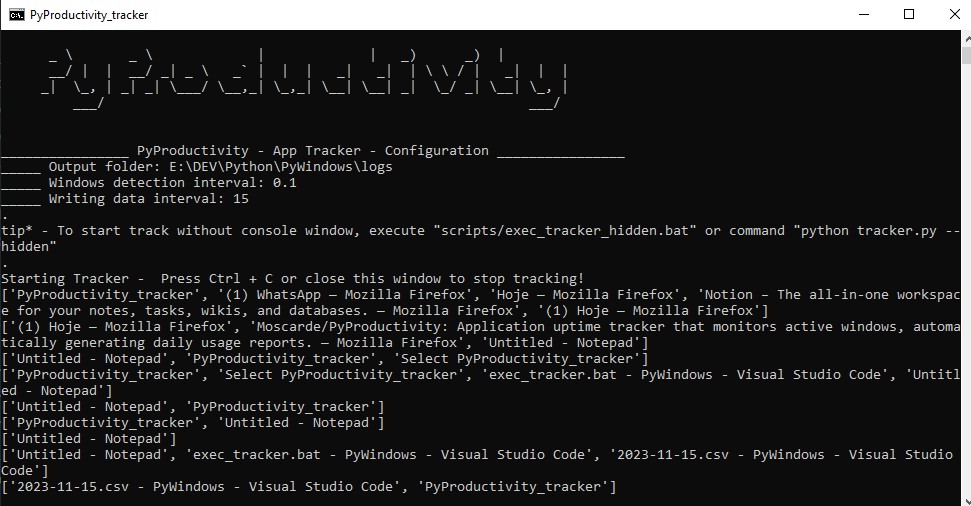 PyProductivity_tracker
PyProductivity
________________ PyProductivity - App Tracker - Configuration ________________
_____ Output folder: E:\DEV\Python\PyWindows\logs
_____ Windows detection interval: 0.1
_____ Writing data interval: 15
.
tip* - To start track without console window, execute "scripts/exec_tracker_hidden.bat" or command "python tracker.py --
hidden"
.
Starting Tracker -  Press Ctrl + C or close this window to stop tracking!
['PyProductivity_tracker', '(1) WhatsApp — Mozilla Firefox', 'Hoje — Mozilla Firefox', 'Notion – The all-in-one workspac
e for your notes, tasks, wikis, and databases. — Mozilla Firefox', '(1) Hoje — Mozilla Firefox']
['(1) Hoje — Mozilla Firefox', 'Moscarde/PyProductivity: Application uptime tracker that monitors active windows, automa
tically generating daily usage reports. — Mozilla Firefox', 'Untitled - Notepad']
['Untitled - Notepad', 'PyProductivity_tracker', 'Select PyProductivity_tracker']
['PyProductivity_tracker', 'Select PyProductivity_tracker', 'exec_tracker.bat - PyWindows - Visual Studio Code', 'Untitl
ed - Notepad']
['Untitled - Notepad', 'PyProductivity_tracker']
['PyProductivity_tracker', 'Untitled - Notepad']
['Untitled - Notepad']
['Untitled - Notepad', 'exec_tracker.bat - PyWindows - Visual Studio Code', '2023-11-15.csv - PyWindows - Visual Studio
Code']
['2023-11-15.csv - PyWindows - Visual Studio Code', 'PyProductivity_tracker']